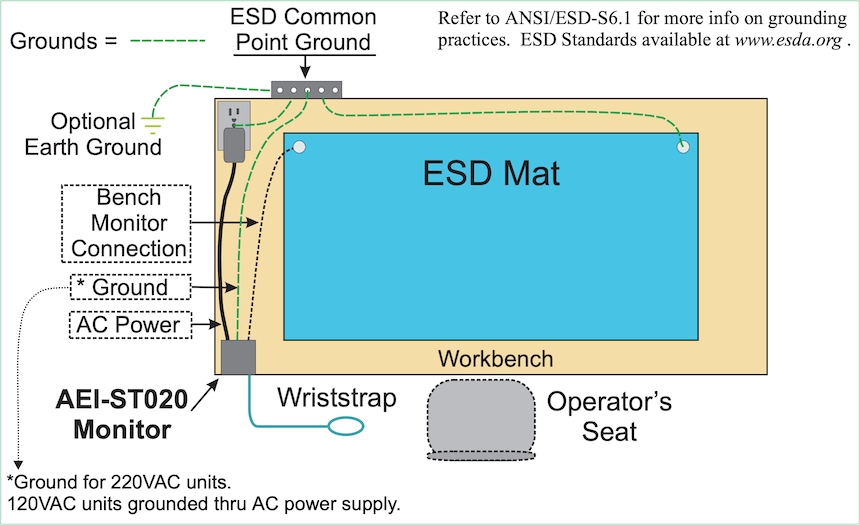 Grounds =
ESD Common
Point Ground
Refer to ANSI/ESD-S6.1 for more info on grounding
practices. ESD Standards available at www.esda.org .
Optional
Earth Ground
ESD Mat
Bench
Monitor
Connection
* Ground
AC Power
Workbench
AEI-ST020
Monitor
Wriststrap
Operator's
Seat
*Ground for 220VAC units.
120VAC units grounded thru AC power supply.